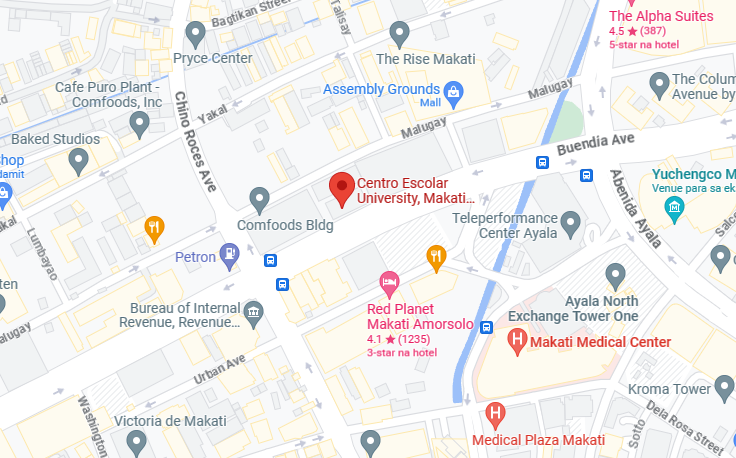 Bagtikan Street
Talisay
The Alpha Suites
4.5 ★ (387)
5-star na hotel
Pryce Center
The Rise Makati
Cafe Puro Plant -
Comfoods, Inc
Assembly Grounds
Mall
The Colum
Avenue by
Malugay
Chino Roces Ave
Yakal
Malugay
Baked Studios
Buendia Ave
Shop
damit
Centro Escolar
University, Makati...
Yuchengco M
Venue para sa ek
Abenida Ayala
Yakal
Comfoods Bldg
Teleperformance
Center Ayala
Salce
Lumbayao
Petron
Red Planet
Makati Amorsolo
4.1 ★ (1235)
3-star na hotel
Ayala North
Exchange Tower One
Bureau of Internal
Revenue, Revenue...
Malugay
Makati Medical Center
Urban Ave
Kroma Tower
Washington
Victoria de Makati
Medical Plaza Makati
Sotto
Dela Rosa Street